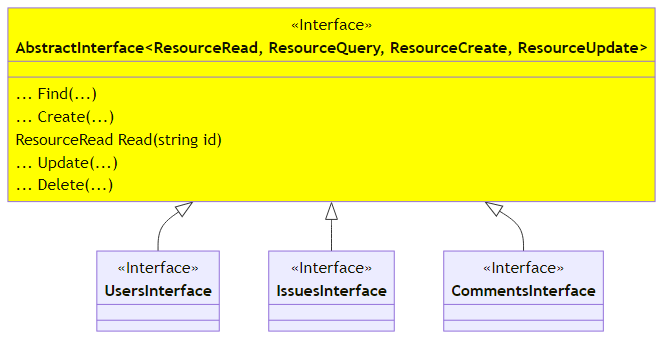 «Interface»
AbstractInterface<ResourceRead, ResourceQuery, ResourceCreate, ResourceUpdate>
... Find(...)
... Create(...)
ResourceRead Read(string id)
... Update(...)
... Delete(...)
«Interface»
UsersInterface
«Interface»
IssuesInterface
«Interface»
CommentsInterface